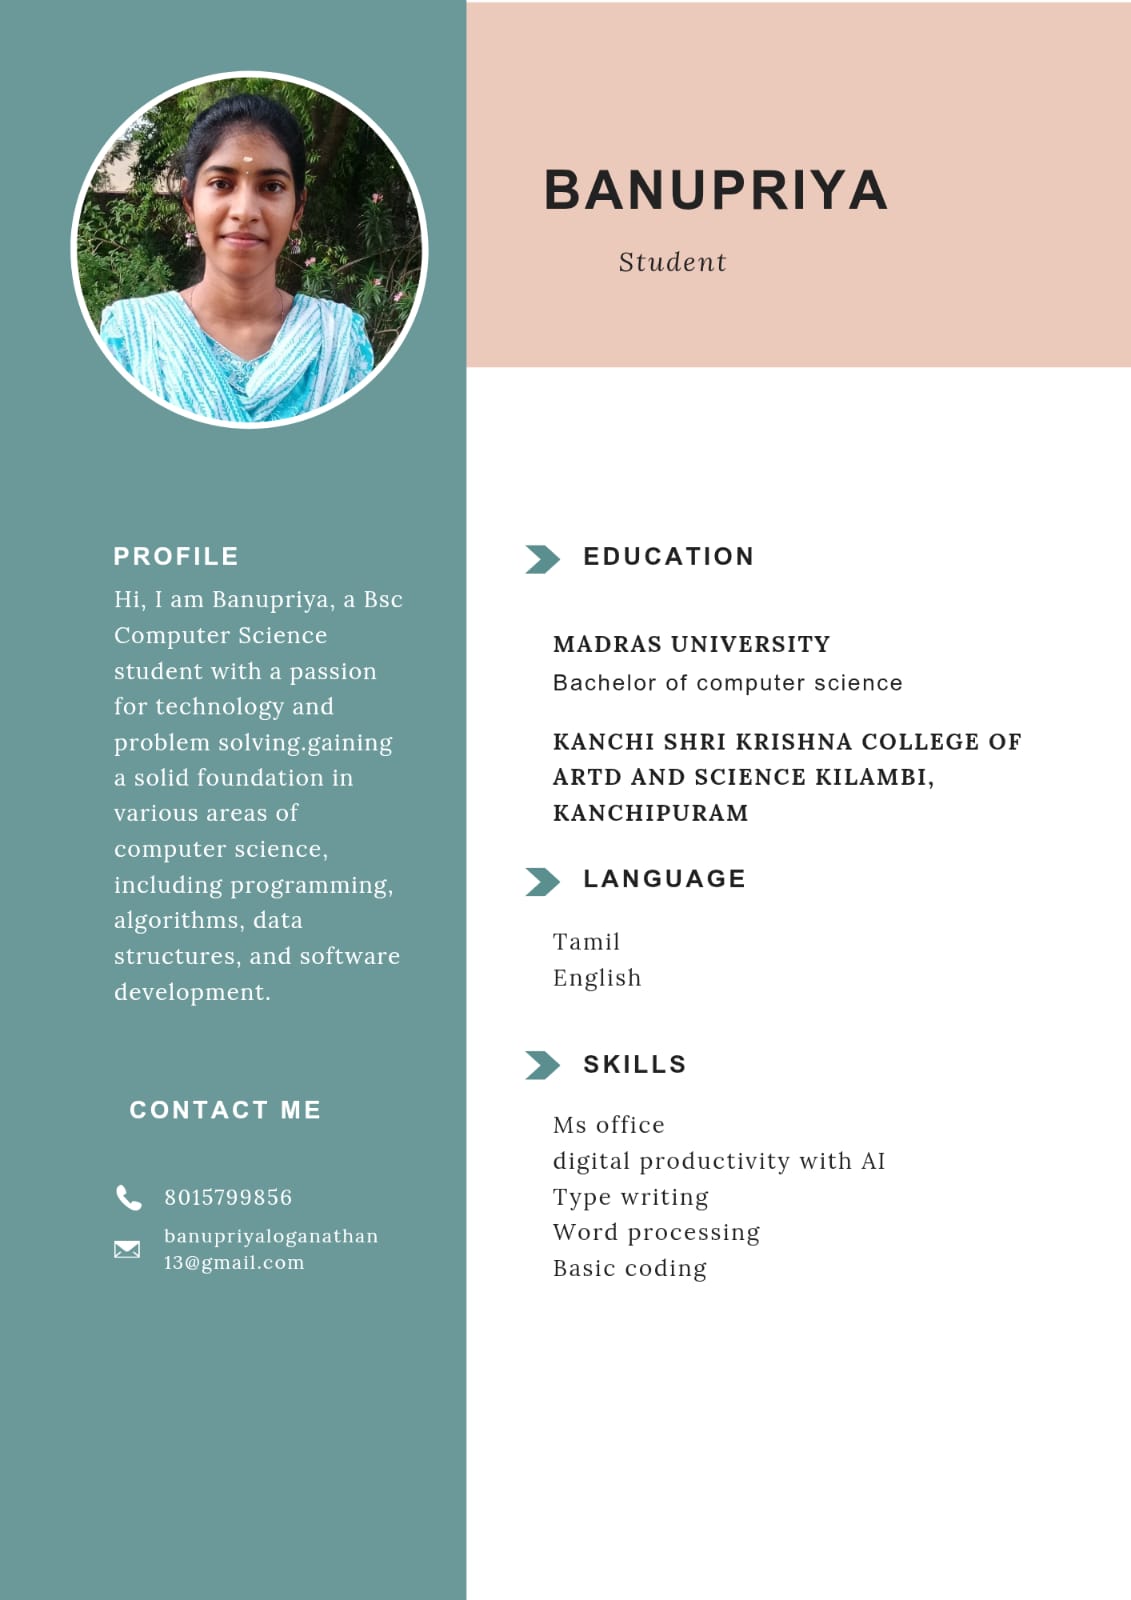 BANUPRIYA
Student
PROFILE
Hi, I am Banupriya, a Bsc
Computer Science
student with a passion
for technology and
problem solving.gaining
a solid foundation in
various areas of
computer science,
including programming,
algorithms, data
structures, and software
development.
CONTACT ME
8015799856
banupriyaloganathan
13@gmail.com
EDUCATION
MADRAS UNIVERSITY
Bachelor of computer science
KANCHI SHRI KRISHNA COLLEGE OF
ARTD AND SCIENCE KILAMBI,
KANCHIPURAM
LANGUAGE
Tamil
English
SKILLS
Ms office
digital productivity with AI
Type writing
Word processing
Basic coding